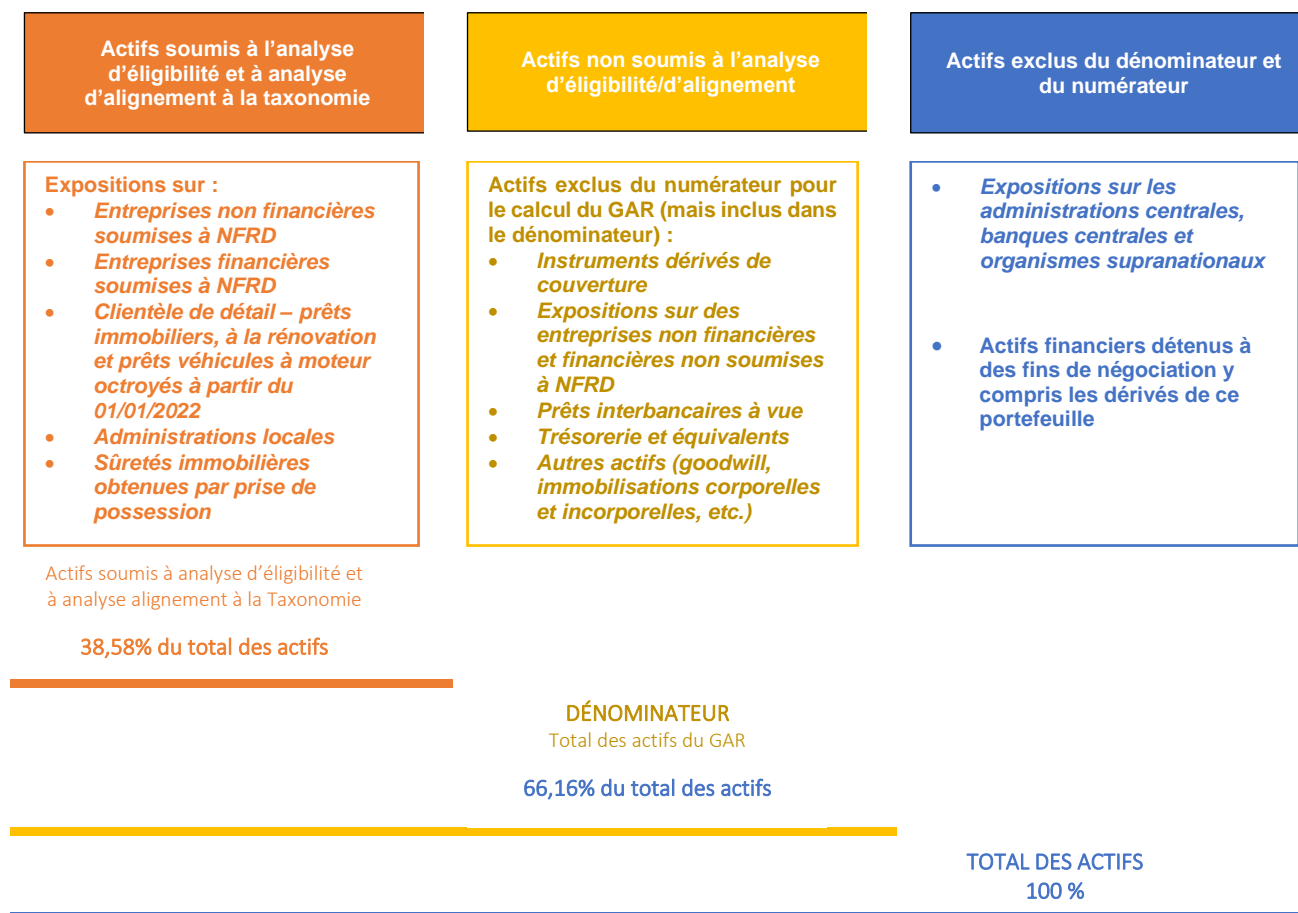 Actifs soumis à l'analyse
d'éligibilité et à analyse
d'alignement à la taxonomie
Actifs non soumis à l'analyse
d'éligibilité/d'alignement
Actifs exclus du dénominateur et
du numérateur
Expositions sur :
• Entreprises non financières
soumises à NFRD
• Entreprises financières
soumises à NFRD
• Clientèle de détail – prêts
immobiliers, à la rénovation
et prêts véhicules à moteur
octroyés à partir du
01/01/2022
• Administrations locales
• Sûretés immobilières
obtenues par prise de
possession
Actifs exclus du numérateur pour
le calcul du GAR (mais inclus dans
le dénominateur) :
• Instruments dérivés de
couverture
• Expositions sur des
entreprises non financières
et financières non soumises
à NFRD
• Prêts interbancaires à vue
• Trésorerie et équivalents
• Autres actifs (goodwill,
immobilisations corporelles
et incorporelles, etc.)
• Expositions sur les
administrations centrales,
banques centrales et
organismes supranationaux
• Actifs financiers détenus à
des fins de négociation y
compris les dérivés de ce
portefeuille
Actifs soumis à analyse d'éligibilité et
à analyse alignement à la Taxonomie
38,58% du total des actifs
DÉNOMINATEUR
Total des actifs du GAR
66,16% du total des actifs
TOTAL DES ACTIFS
100 %